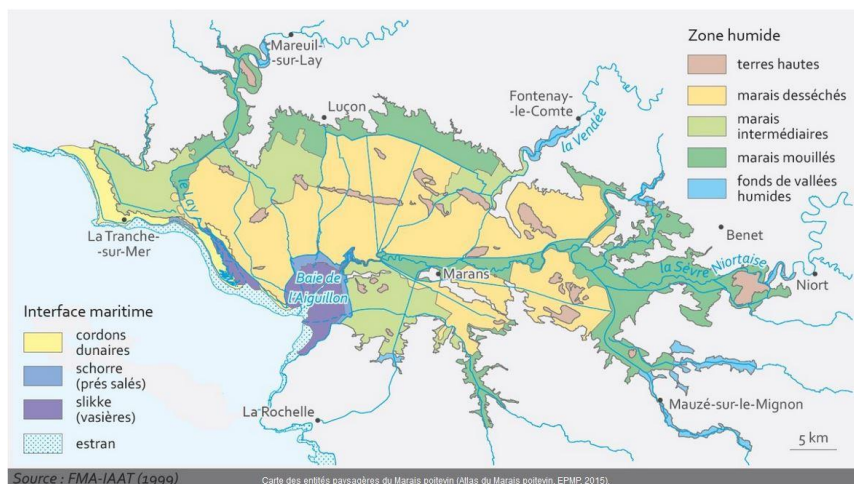 Mareuil-
-sur-Lay
Luçon
Fontenay-
-le-Comte
la Vendée
Zone humide
terres hautes
marais desséchés
marais
intermédiaires
marais mouillés
fonds de vallées
humides
le Lay
La Tranche-
-sur-Mer
Baie de
l'Aiguillon
Marans
Benet
la Sèvre Niortaise
Niort
Interface maritime
cordons
dunaires
schorre
(prés salés)
slikke
(vasières)
estran
La Rochelle
Mauzé-sur-le-Mignon
5 km
Source : FMA-IAAT (1999)
Carte des entités paysagères du Marais poitevin (Atlas du Marais poitevin, EPMP, 2015).